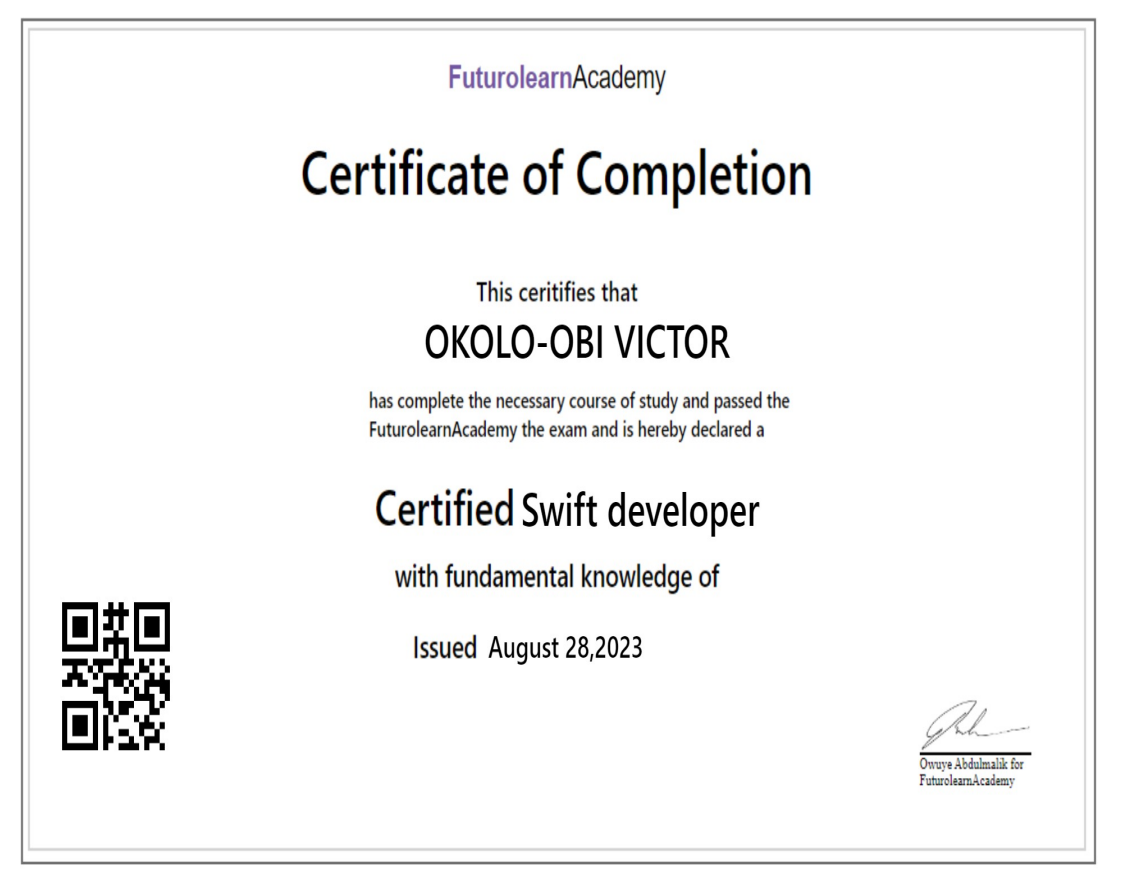 FuturolearnAcademy
Certificate of Completion
This ceritifies that
OKOLO-OBI VICTOR
has complete the necessary course of study and passed the
FuturolearnAcademy the exam and is hereby declared a
Certified Swift developer
with fundamental knowledge of
Issued August 28,2023
Owuye Abdulmalik for
FuturolearnAcademy